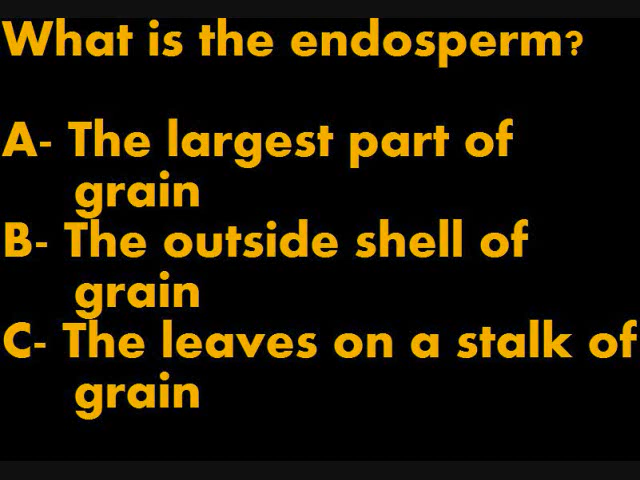 What is the endosperm?
A- The largest part of
grain
B- The outside shell of
grain
C- The leaves on a stalk of
grain